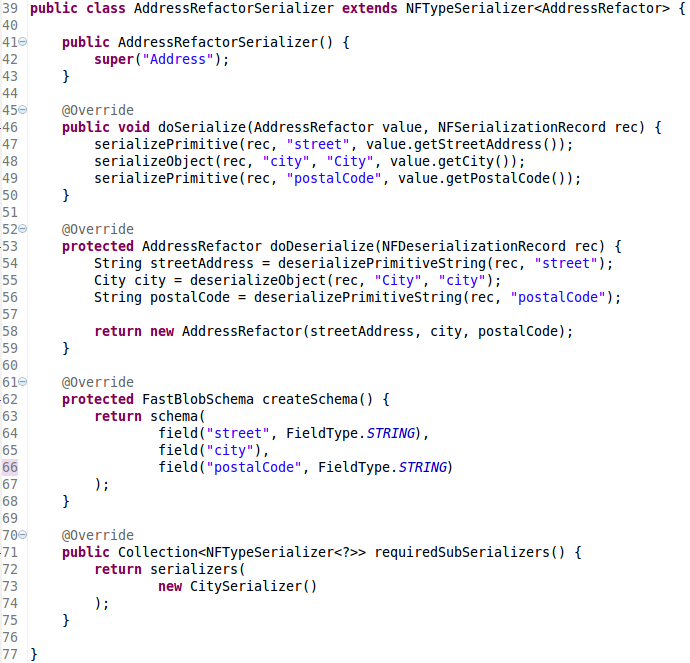 39 public class AddressRefactorSerializer extends NFTypeSerializer<AddressRefactor> {
40
41     public AddressRefactorSerializer() {
42         super("Address");
43     }
44
45     @Override
46     public void doSerialize(AddressRefactor value, NFSerializationRecord rec) {
47         serializePrimitive(rec, "street", value.getStreetAddress());
48         serializeObject(rec, "city", "City", value.getCity());
49         serializePrimitive(rec, "postalCode", value.getPostalCode());
50     }
51
52     @Override
53     protected AddressRefactor doDeserialize(NFDeserializationRecord rec) {
54         String streetAddress = deserializePrimitiveString(rec, "street");
55         City city = deserializeObject(rec, "City", "city");
56         String postalCode = deserializePrimitiveString(rec, "postalCode");
57
58         return new AddressRefactor(streetAddress, city, postalCode);
59     }
60
61     @Override
62     protected FastBlobSchema createSchema() {
63         return schema(
64                 field("street", FieldType.STRING),
65                 field("city"),
66                 field("postalCode", FieldType.STRING)
67         );
68     }
69
70     @Override
71     public Collection<NFTypeSerializer<?>> requiredSubSerializers() {
72         return serializers(
73                 new CitySerializer()
74         );
75     }
76
77 }